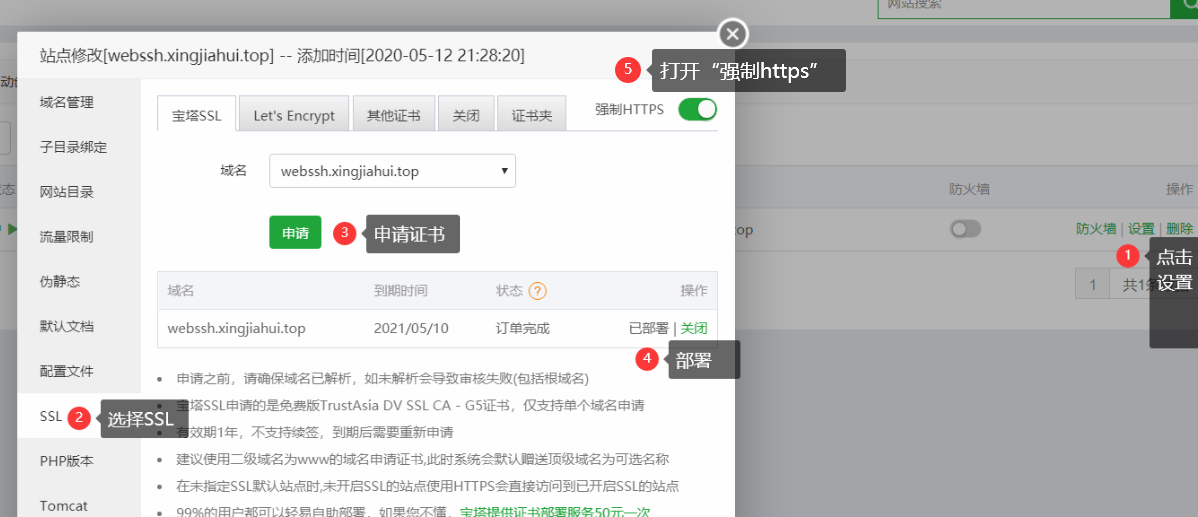 网站搜索
站点修改[webssh.xingjiahui.top] -- 添加时间[2020-05-12 21:28:20]
5 打开“强制https”
域名管理
子目录绑定
网站目录
流量限制
伪静态
默认文档
配置文件
SSL
2 选择SSL
PHP版本
Tomcat
宝塔SSL
Let's Encrypt
其他证书
关闭
证书夹
强制HTTPS
域名 webssh.xingjiahui.top
申请
3 申请证书
域名 到期时间 状态 ? 操作
webssh.xingjiahui.top 2021/05/10 订单完成 已部署 | 关闭
4 部署
申请之前，请确保域名已解析，如未解析会导致审核失败(包括根域名)
宝塔SSL申请的是免费版TrustAsia DV SSL CA - G5证书，仅支持单个域名申请
有效期1年，不支持续签，到期后需要重新申请
建议使用二级域名为www的域名申请证书,此时系统会默认赠送顶级域名为可选名称
在未指定SSL默认站点时,未开启SSL的站点使用HTTPS会直接访问到已开启SSL的站点
99%的用户都可以轻易自助部署，如果您不懂，宝塔提供证书部署服务50元一次
防火墙 操作
top 防火墙 | 设置 | 删除
1 点击
设置
1 共1